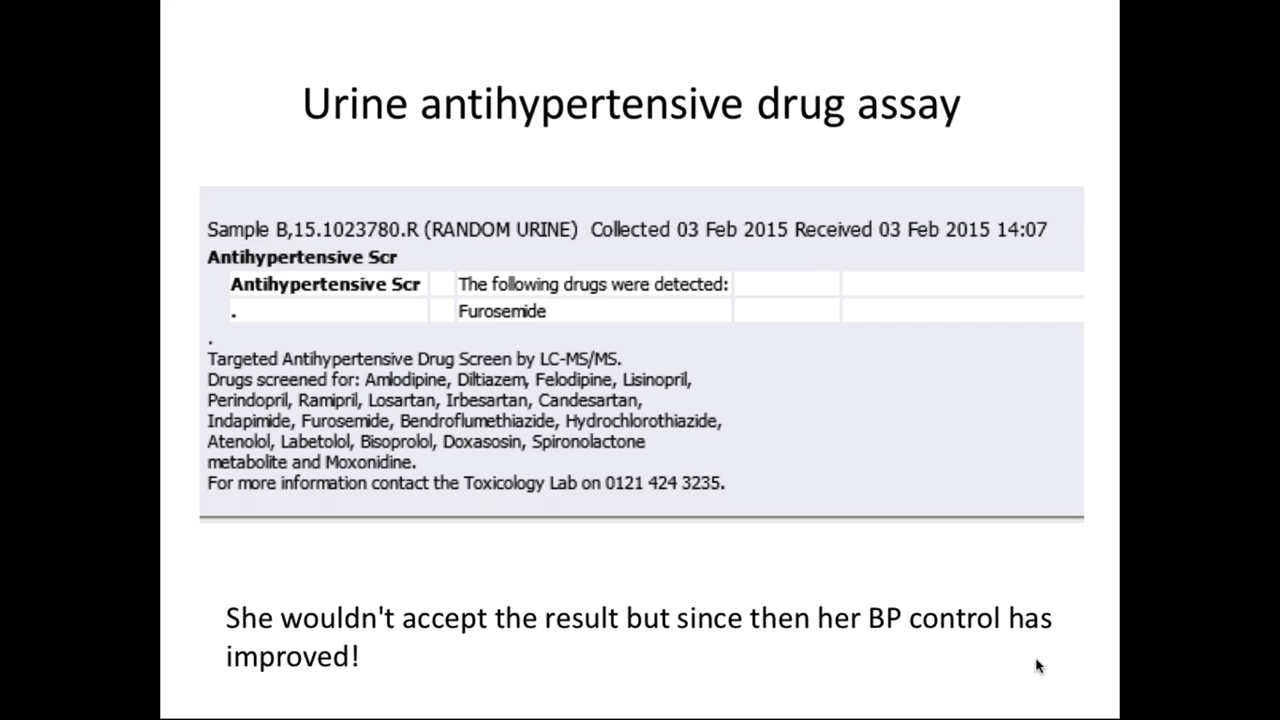 Urine antihypertensive drug assay
Sample B,15.1023780.R (RANDOM URINE) Collected 03 Feb 2015 Received 03 Feb 2015 14:07
Antihypertensive Scr
Antihypertensive Scr The following drugs were detected:
. Furosemide
.
Targeted Antihypertensive Drug Screen by LC-MS/MS.
Drugs screened for: Amlodipine, Diltiazem, Felodipine, Lisinopril,
Perindopril, Ramipril, Losartan, Irbesartan, Candesartan,
Indapimide, Furosemide, Bendroflumethiazide, Hydrochlorothiazide,
Atenolol, Labetolol, Bisoprolol, Doxasosin, Spironolactone
metabolite and Moxonidine.
For more information contact the Toxicology Lab on 0121 424 3235.
She wouldn't accept the result but since then her BP control has
improved!